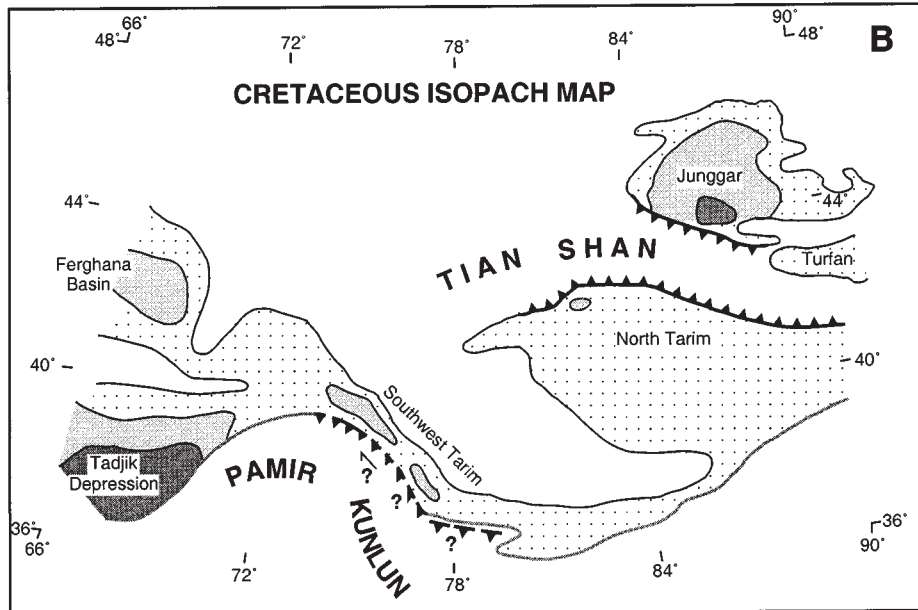 66° 72° 78° 84° 90°
48° 48°
B
CRETACEOUS ISOPACH MAP
Junggar
44° 44°
TIAN SHAN
Turfan
Ferghana
Basin
North Tarim
40° 40°
Southwest Tarim
Tadjik
Depression
PAMIR
?
?
KUNLUN
?
36° 36°
66° 72° 78° 84° 90°